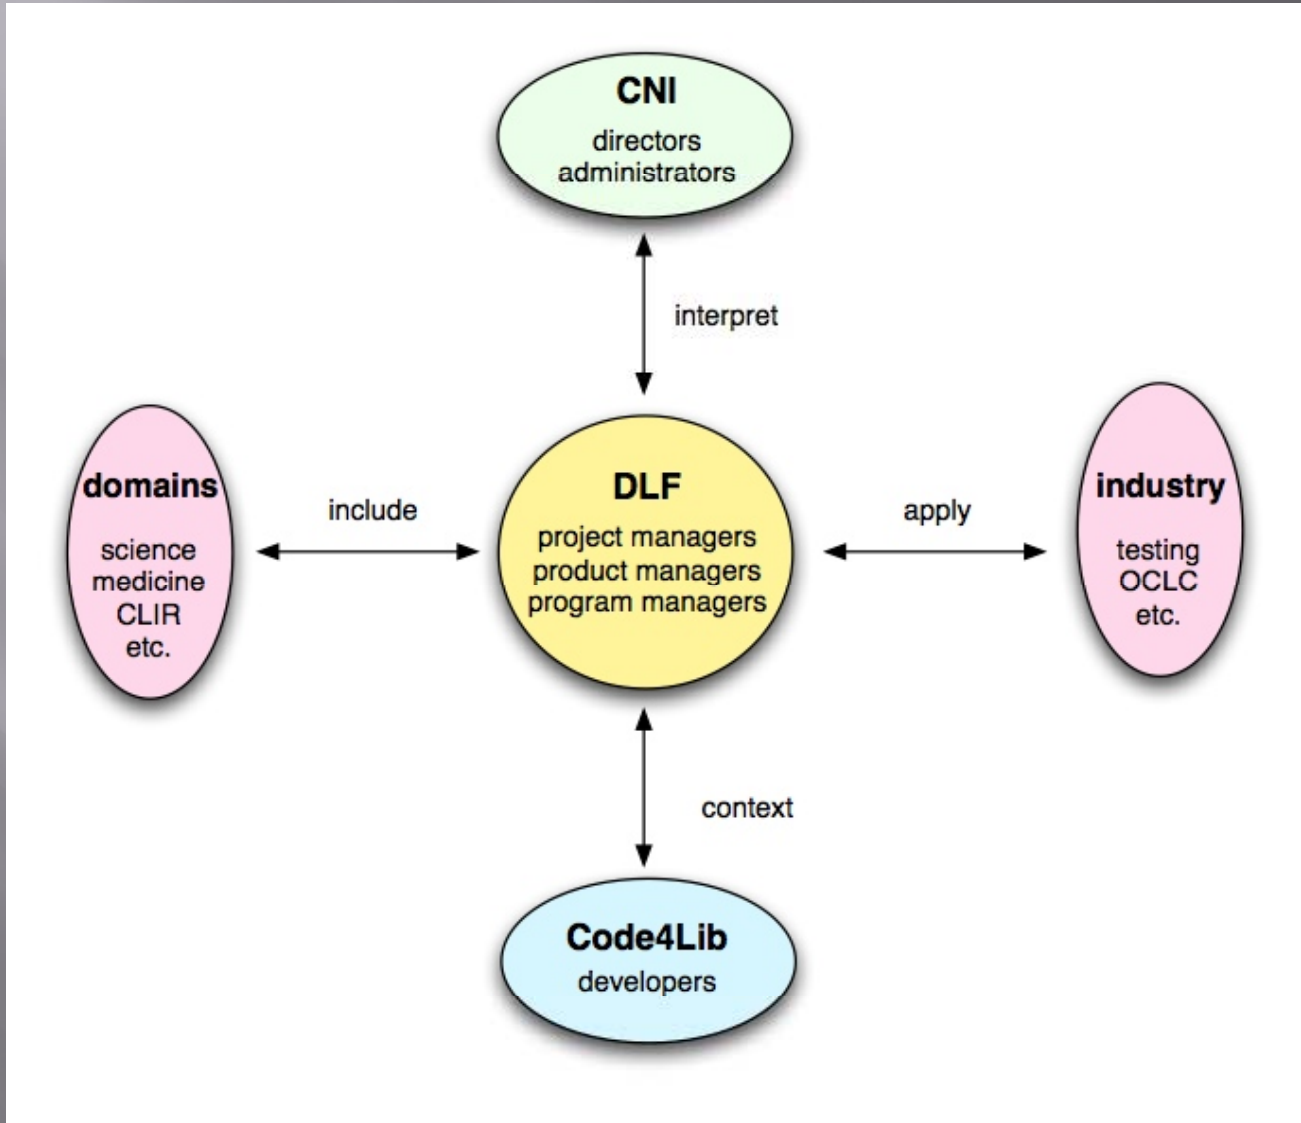 CNI
directors
administrators
interpret
domains
science
medicine
CLIR
etc.
include
DLF
project managers
product managers
program managers
apply
industry
testing
OCLC
etc.
context
Code4Lib
developers